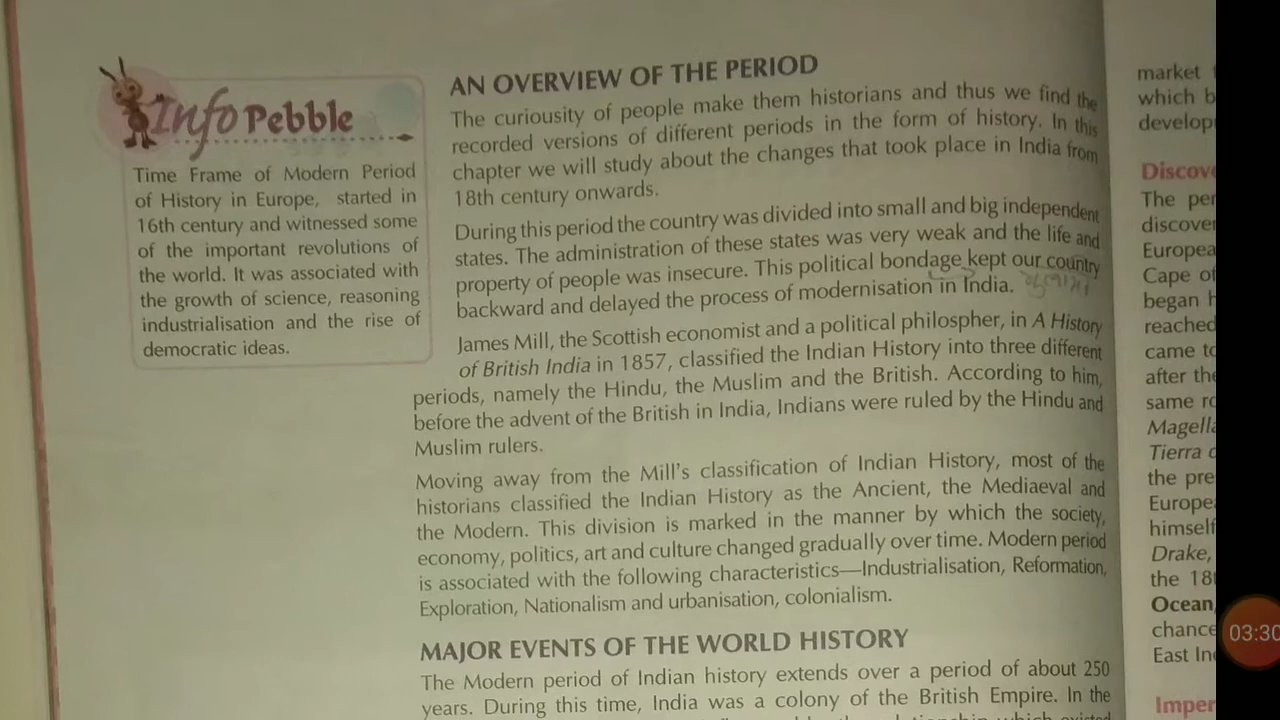 Info Pebble
Time Frame of Modern Period
of History in Europe, started in
16th century and witnessed some
of the important revolutions of
the world. It was associated with
the growth of science, reasoning
industrialisation and the rise of
democratic ideas.
AN OVERVIEW OF THE PERIOD
The curiousity of people make them historians and thus we find the
recorded versions of different periods in the form of history. In this
chapter we will study about the changes that took place in India from
18th century onwards.
During this period the country was divided into small and big independent
states. The administration of these states was very weak and the life and
property of people was insecure. This political bondage kept our country
backward and delayed the process of modernisation in India.
James Mill, the Scottish economist and a political philospher, in A History
of British India in 1857, classified the Indian History into three different
periods, namely the Hindu, the Muslim and the British. According to him,
before the advent of the British in India, Indians were ruled by the Hindu and
Muslim rulers.
Moving away from the Mill's classification of Indian History, most of the
historians classified the Indian History as the Ancient, the Mediaeval and
the Modern. This division is marked in the manner by which the society,
economy, politics, art and culture changed gradually over time. Modern period
is associated with the following characteristics—Industrialisation, Reformation,
Exploration, Nationalism and urbanisation, colonialism.
MAJOR EVENTS OF THE WORLD HISTORY
The Modern period of Indian history extends over a period of about 250
years. During this time, India was a colony of the British Empire. In the
market
which b
develop
Discove
The per
discover
Europea
Cape of
began h
reached
came to
after the
same ro
Magella
Tierra d
the pre
Europe
himself
Drake,
the 18
Ocean,
chance
East In
Imper
03:30